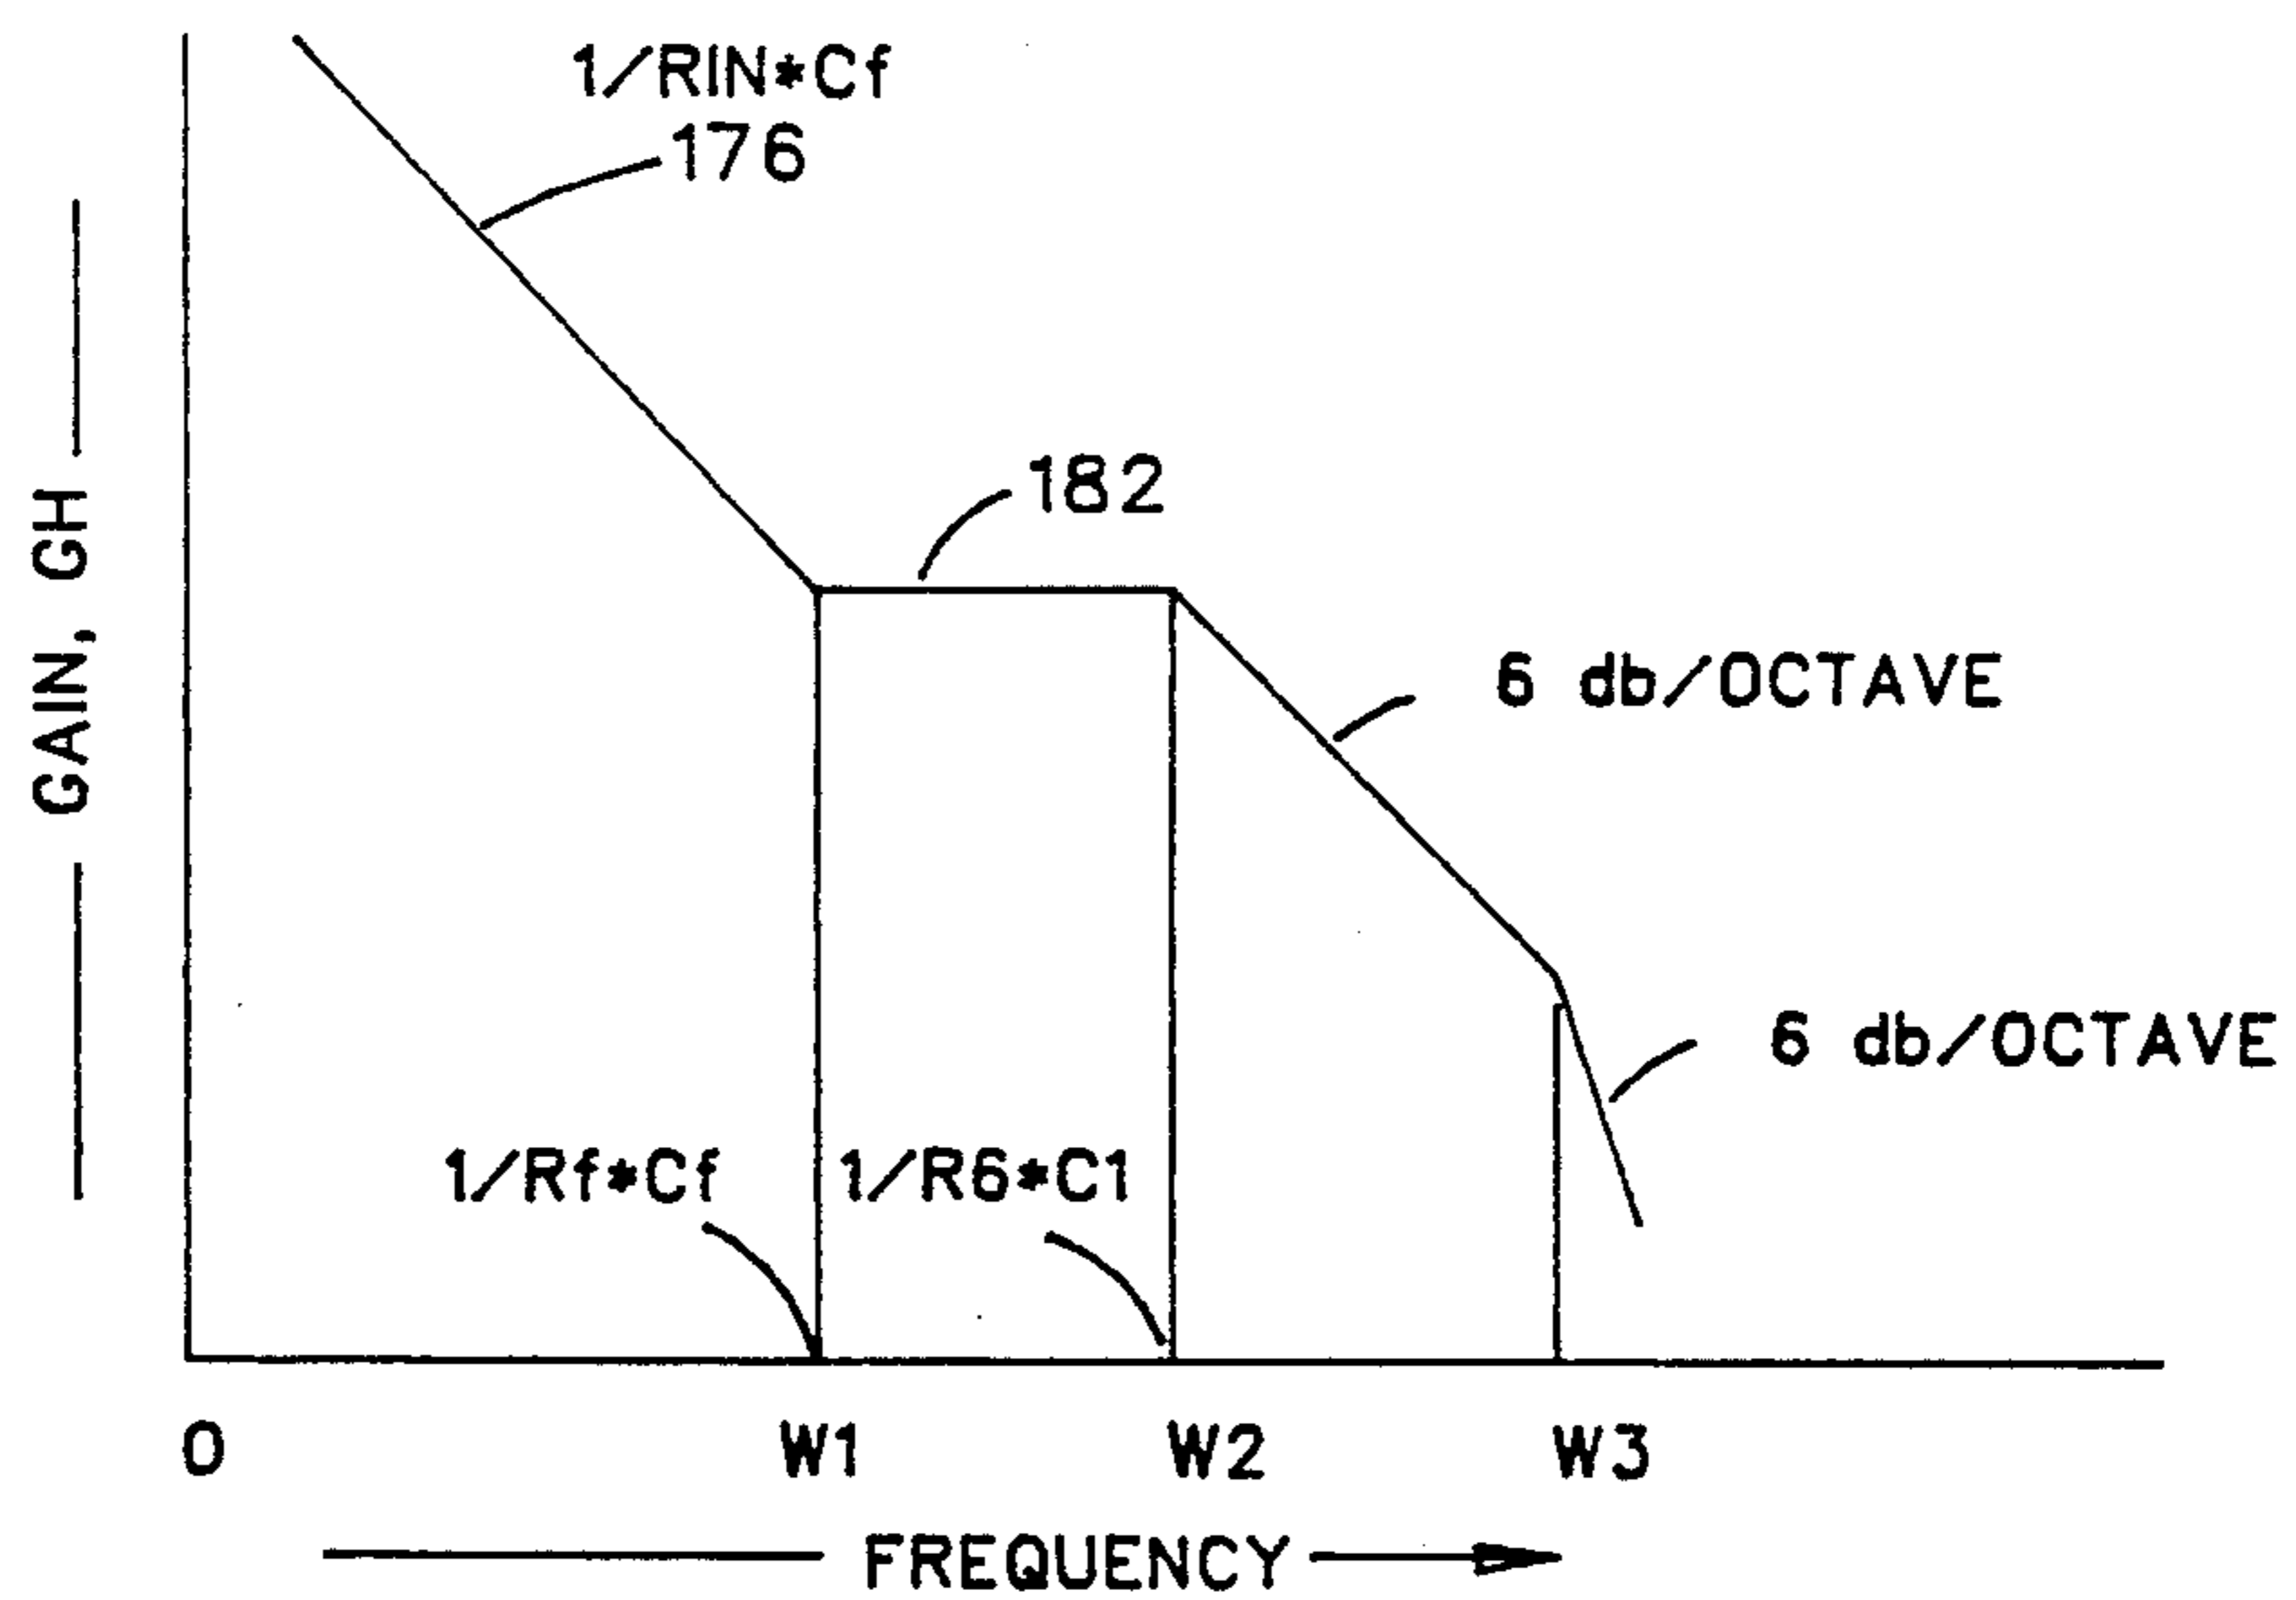 1/RIN*Cf
176
182
GAIN, GH
6 db/OCTAVE
6 db/OCTAVE
1/Rf*Cf
1/R6*C1
0
W1
W2
W3
FREQUENCY